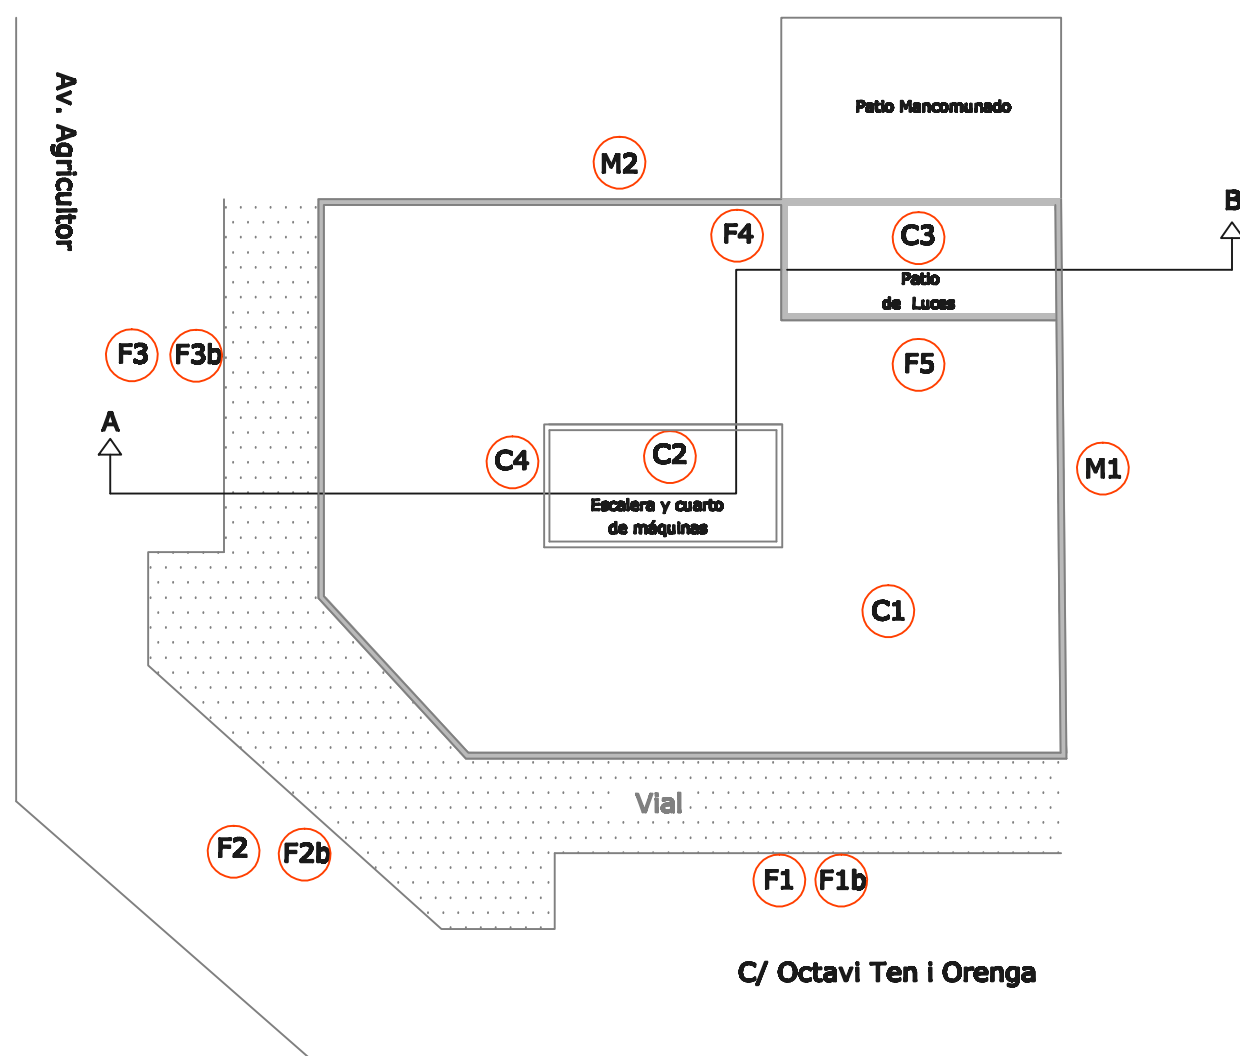 Av. Agricultor
Patio Mancomunado
M2
B
F4
C3
Patio
de Luces
F3
F3b
F5
A
C4
C2
M1
Escalera y cuarto
de máquinas
C1
Vial
F2
F2b
F1
F1b
C/ Octavi Ten i Orenga